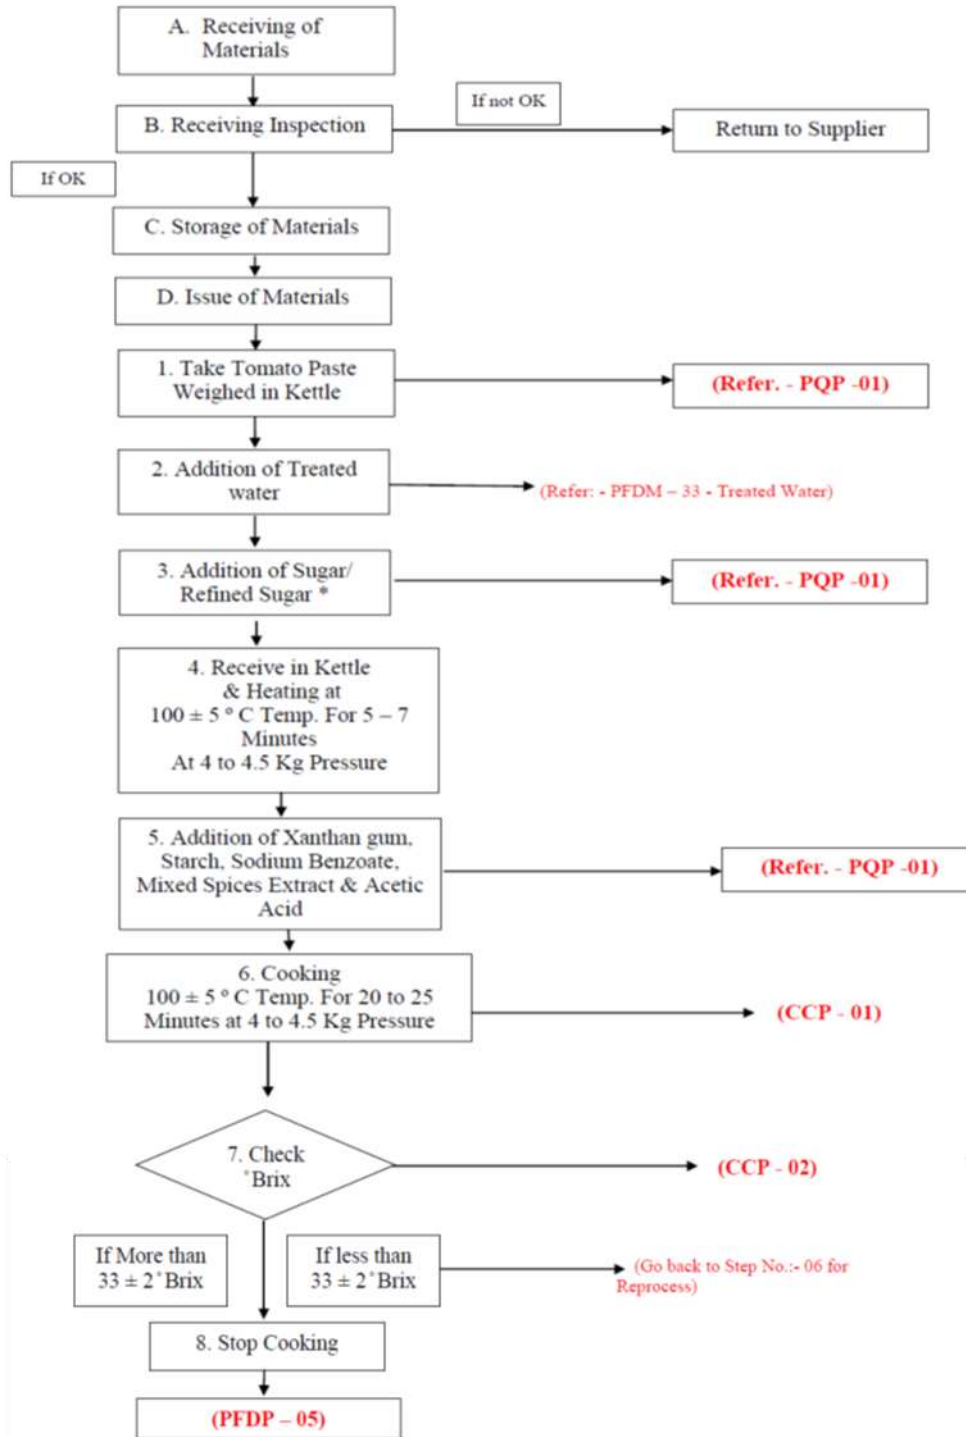 A. Receiving of
Materials
If not OK
B. Receiving Inspection
Return to Supplier
If OK
C. Storage of Materials
D. Issue of Materials
1. Take Tomato Paste
Weighed in Kettle
(Refer. - PQP -01)
2. Addition of Treated
water
(Refer: - PFDM – 33 - Treated Water)
3. Addition of Sugar/
Refined Sugar *
(Refer. - PQP -01)
4. Receive in Kettle
& Heating at
100 ± 5 ° C Temp. For 5 – 7
Minutes
At 4 to 4.5 Kg Pressure
5. Addition of Xanthan gum,
Starch, Sodium Benzoate,
Mixed Spices Extract & Acetic
Acid
(Refer. - PQP -01)
6. Cooking
100 ± 5 ° C Temp. For 20 to 25
Minutes at 4 to 4.5 Kg Pressure
(CCP - 01)
7. Check
°Brix
(CCP - 02)
If More than
33 ± 2°Brix
If less than
33 ± 2°Brix
(Go back to Step No.:- 06 for
Reprocess)
8. Stop Cooking
(PFDP – 05)